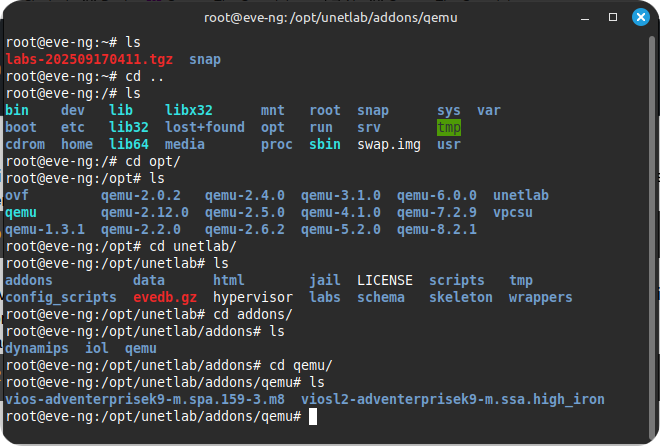 root@eve-ng:/opt/unetlab/addons/qemu
root@eve-ng:~# ls
labs-202509170411.tgz  snap
root@eve-ng:~# cd ..
root@eve-ng:/# ls
bin    dev   lib    libx32      mnt   root  snap      sys  var
boot   etc   lib32  lost+found  opt   run   srv       tmp
cdrom  home  lib64  media       proc  sbin  swap.img  usr
root@eve-ng:/# cd opt/
root@eve-ng:/opt# ls
ovf         qemu-2.0.2   qemu-2.4.0  qemu-3.1.0  qemu-6.0.0  unetlab
qemu        qemu-2.12.0  qemu-2.5.0  qemu-4.1.0  qemu-7.2.9  vpcsu
qemu-1.3.1  qemu-2.2.0   qemu-2.6.2  qemu-5.2.0  qemu-8.2.1
root@eve-ng:/opt# cd unetlab/
root@eve-ng:/opt/unetlab# ls
addons          data      html        jail  LICENSE  scripts   tmp
config_scripts  evedb.gz  hypervisor  labs  schema   skeleton  wrappers
root@eve-ng:/opt/unetlab# cd addons/
root@eve-ng:/opt/unetlab/addons# ls
dynamips  iol  qemu
root@eve-ng:/opt/unetlab/addons# cd qemu/
root@eve-ng:/opt/unetlab/addons/qemu# ls
vios-adventerprisek9-m.spa.159-3.m8  viosl2-adventerprisek9-m.ssa.high_iron
root@eve-ng:/opt/unetlab/addons/qemu#